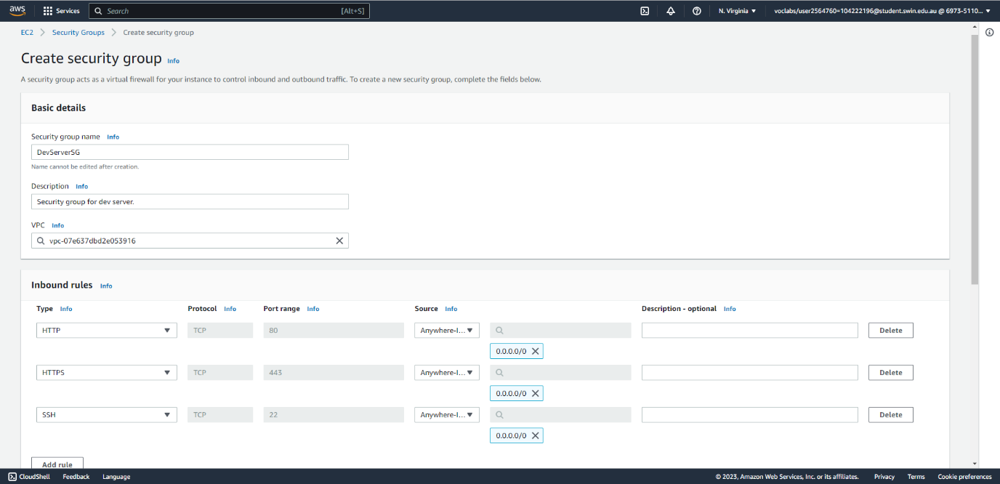 aws Services Search [Alt+S] N. Virginia voclabs/user2564760=104222196@student.swin.edu.au @ 6973-5110...
EC2 Security Groups Create security group
Create security group Info
A security group acts as a virtual firewall for your instance to control inbound and outbound traffic. To create a new security group, complete the fields below.
Basic details
Security group name Info
DevServerSG
Name cannot be edited after creation.
Description Info
Security group for dev server.
VPC Info
vpc-07e637dbd2e053916
Inbound rules Info
Type Info Protocol Info Port range Info Source Info Description - optional Info
HTTP TCP 80 Anywhere-I... Delete
0.0.0.0/0
HTTPS TCP 443 Anywhere-I... Delete
0.0.0.0/0
SSH TCP 22 Anywhere-I... Delete
0.0.0.0/0
Add rule
CloudShell Feedback Language © 2023, Amazon Web Services, Inc. or its affiliates. Privacy Terms Cookie preferences